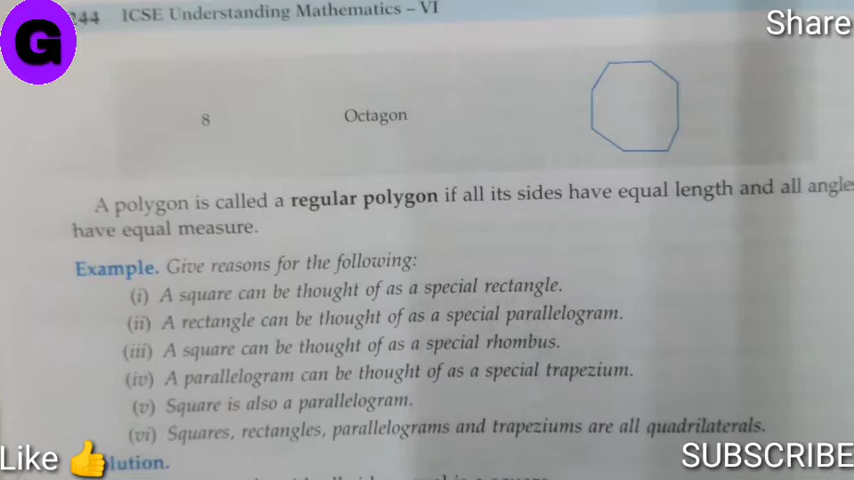 244 ICSE Understanding Mathematics – VI
G
Share
8 Octagon
A polygon is called a regular polygon if all its sides have equal length and all angles
have equal measure.
Example. Give reasons for the following:
(i) A square can be thought of as a special rectangle.
(ii) A rectangle can be thought of as a special parallelogram.
(iii) A square can be thought of as a special rhombus.
(iv) A parallelogram can be thought of as a special trapezium.
(v) Square is also a parallelogram.
(vi) Squares, rectangles, parallelograms and trapeziums are all quadrilaterals.
Like 👍 lution.
SUBSCRIBE